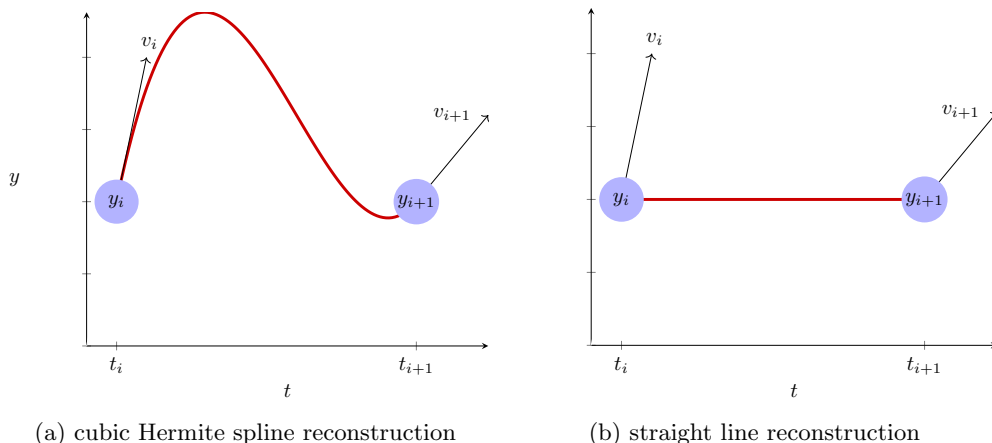 v_i
v_{i+1}
y
y_i
y_{i+1}
t_i
t_{i+1}
t
(a) cubic Hermite spline reconstruction
v_i
v_{i+1}
y_i
y_{i+1}
t_i
t_{i+1}
t
(b) straight line reconstruction